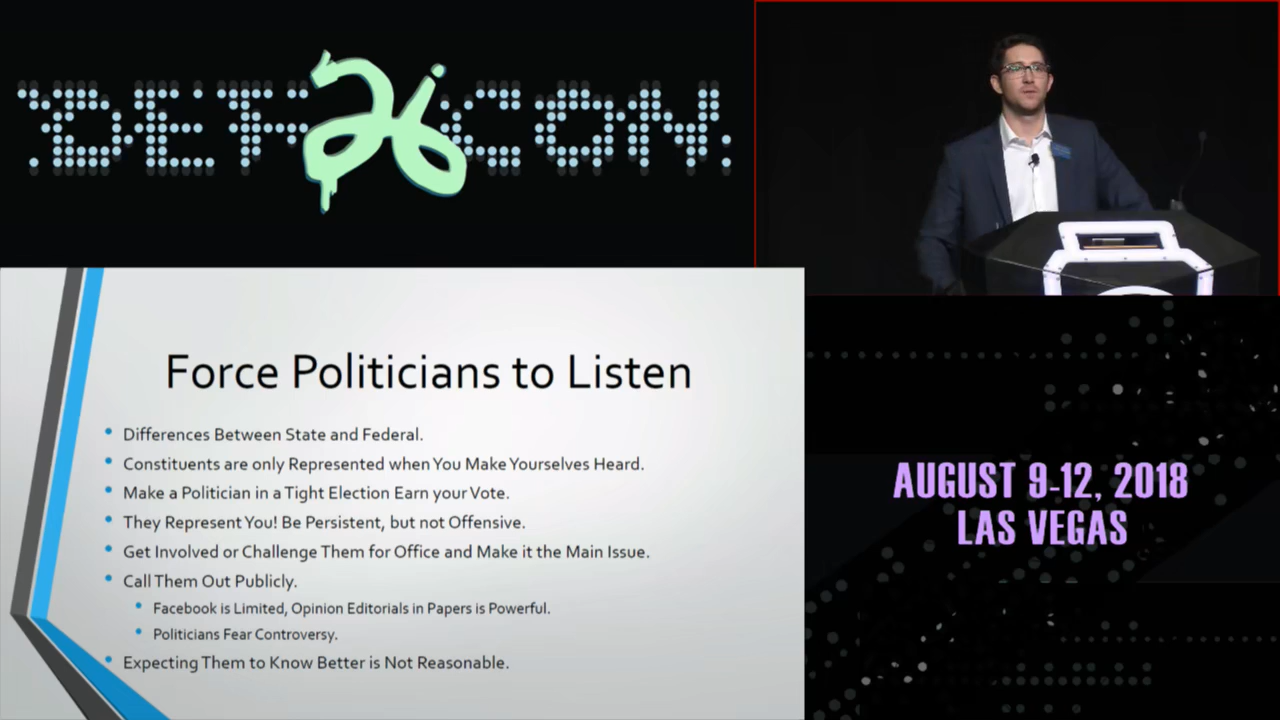 DEF 26 CON
Force Politicians to Listen
Differences Between State and Federal.
Constituents are only Represented when You Make Yourselves Heard.
Make a Politician in a Tight Election Earn your Vote.
They Represent You! Be Persistent, but not Offensive.
Get Involved or Challenge Them for Office and Make it the Main Issue.
Call Them Out Publicly.
Facebook is Limited, Opinion Editorials in Papers is Powerful.
Politicians Fear Controversy.
Expecting Them to Know Better is Not Reasonable.
AUGUST 9-12, 2018
LAS VEGAS